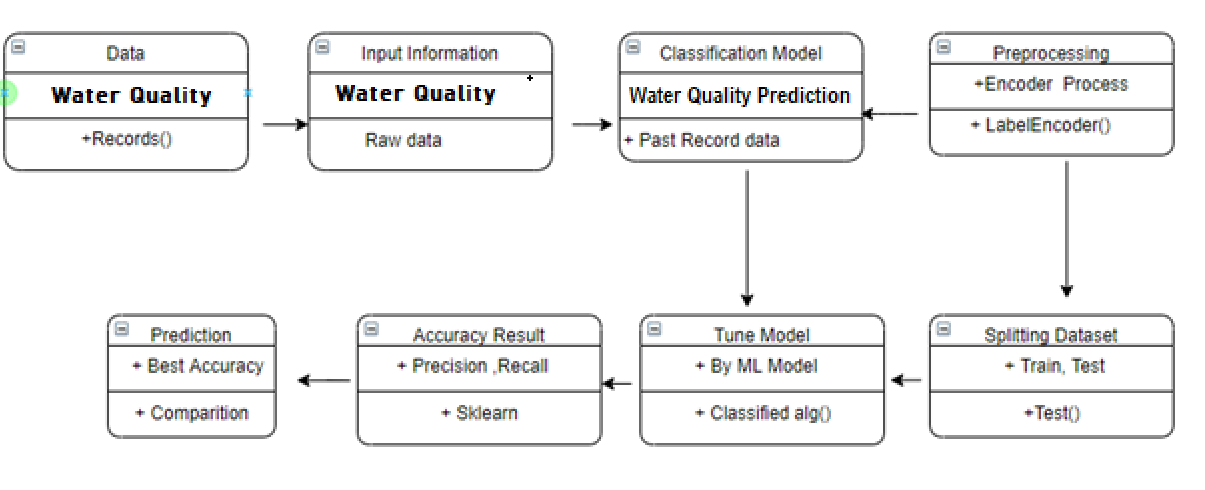 Data
Water Quality
+Records()
Input Information
Water Quality
Raw data
Classification Model
Water Quality Prediction
+ Past Record data
Preprocessing
+Encoder Process
+ LabelEncoder()
Prediction
+ Best Accuracy
+ Comparition
Accuracy Result
+ Precision ,Recall
+ Sklearn
Tune Model
+ By ML Model
+ Classified alg()
Splitting Dataset
+ Train, Test
+Test()